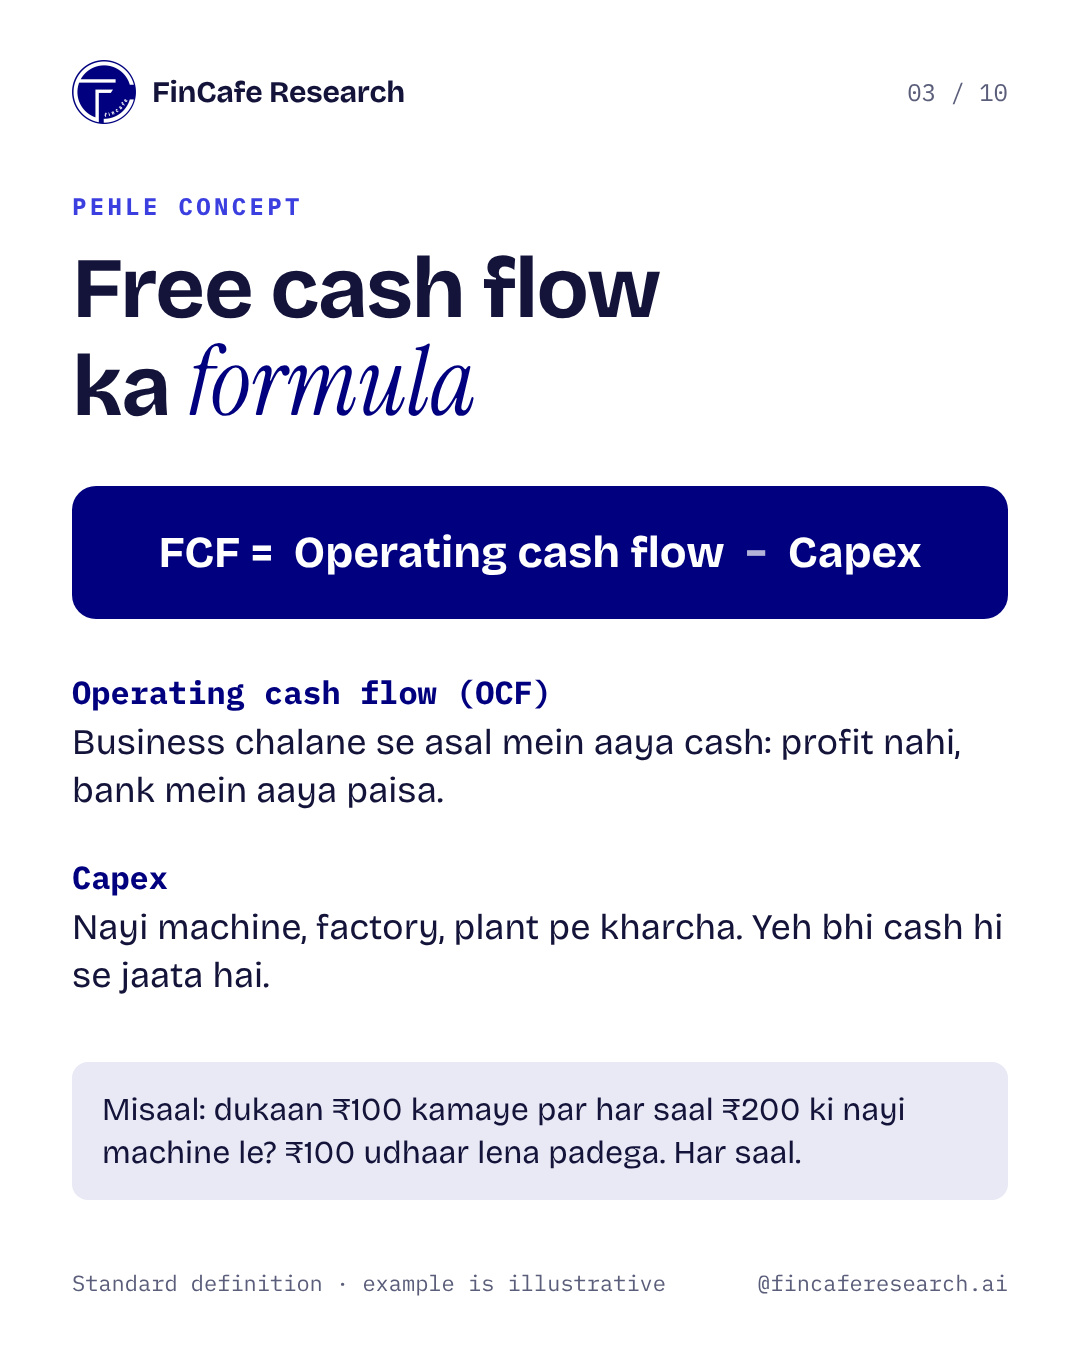 fincafe
FinCafe Research
03 / 10
PEHLE CONCEPT
Free cash flow
ka formula
FCF = Operating cash flow − Capex
Operating cash flow (OCF)
Business chalane se asal mein aaya cash: profit nahi,
bank mein aaya paisa.
Capex
Nayi machine, factory, plant pe kharcha. Yeh bhi cash hi
se jaata hai.
Misaal: dukaan ₹100 kamaye par har saal ₹200 ki nayi
machine le? ₹100 udhaar lena padega. Har saal.
Standard definition · example is illustrative
@fincaferesearch.ai